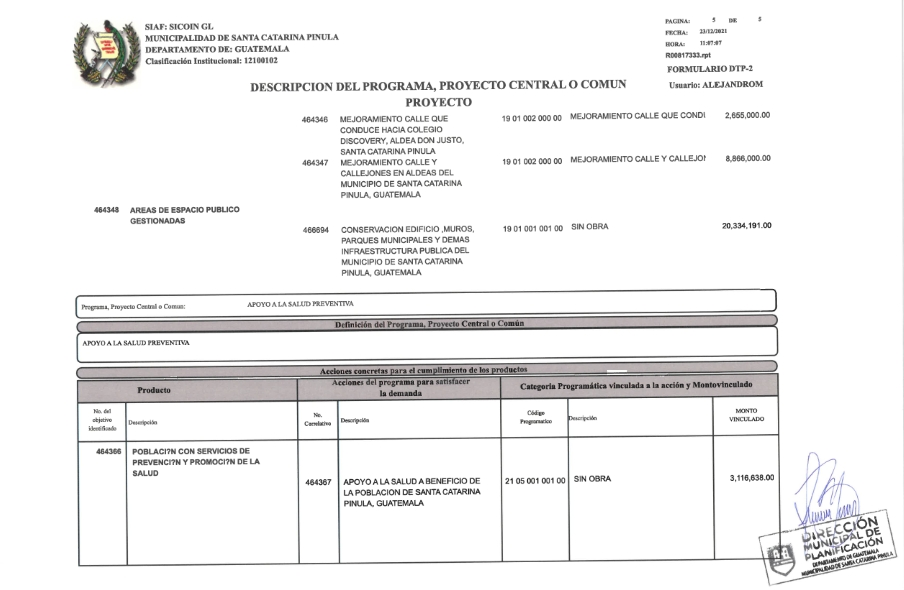 SIAF: SICOIN GL
MUNICIPALIDAD DE SANTA CATARINA PINULA
DEPARTAMENTO DE: GUATEMALA
Clasificación Institucional: 12100102
PAGINA: 5 DE 5
FECHA: 23/12/2021
HORA: 11:07:07
R00817333.rpt
FORMULARIO DTP-2
Usuario: ALEJANDROM
DESCRIPCION DEL PROGRAMA, PROYECTO CENTRAL O COMUN
PROYECTO
464346 MEJORAMIENTO CALLE QUE 19 01 002 000 00 MEJORAMIENTO CALLE QUE CONDI 2,655,000.00
CONDUCE HACIA COLEGIO
DISCOVERY, ALDEA DON JUSTO,
SANTA CATARINA PINULA
464347 MEJORAMIENTO CALLE Y 19 01 002 000 00 MEJORAMIENTO CALLE Y CALLEJOI 8,866,000.00
CALLEJONES EN ALDEAS DEL
MUNICIPIO DE SANTA CATARINA
PINULA, GUATEMALA
464348 AREAS DE ESPACIO PUBLICO
GESTIONADAS
466694 CONSERVACION EDIFICIO ,MUROS, 19 01 001 001 00 SIN OBRA 20,334,191.00
PARQUES MUNICIPALES Y DEMAS
INFRAESTRUCTURA PUBLICA DEL
MUNICIPIO DE SANTA CATARINA
PINULA, GUATEMALA
Programa, Proyecto Central o Comun: APOYO A LA SALUD PREVENTIVA
Definición del Programa, Proyecto Central o Común
APOYO A LA SALUD PREVENTIVA
Acciones concretas para el cumplimiento de los productos
Producto
Acciones del programa para satisfacer
la demanda
Categoria Programática vinculada a la acción y Montovinculado
No. del
objetivo
identificado
Descripción
No.
Correlativo
Descripción
Código
Programatico
Descripción
MONTO
VINCULADO
464366 POBLACI?N CON SERVICIOS DE
PREVENCI?N Y PROMOCI?N DE LA
SALUD
464367 APOYO A LA SALUD A BENEFICIO DE 21 05 001 001 00 SIN OBRA 3,116,638.00
LA POBLACION DE SANTA CATARINA
PINULA, GUATEMALA
DIRECCIÓN
MUNICIPAL DE
PLANIFICACIÓN
DEPARTAMENTO DE GUATEMALA
MUNICIPALIDAD DE SANTA CATARINA PINULA